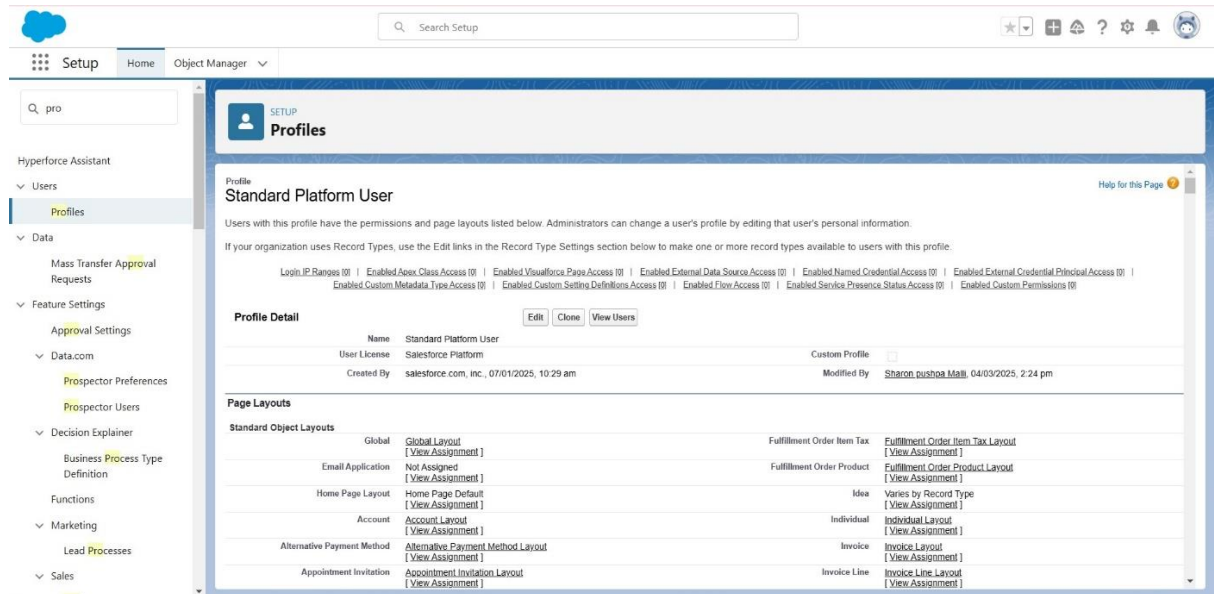 Search Setup
Setup
Home
Object Manager
pro
Hyperforce Assistant
Users
Profiles
Data
Mass Transfer Approval
Requests
Feature Settings
Approval Settings
Data.com
Prospector Preferences
Prospector Users
Decision Explainer
Business Process Type
Definition
Functions
Marketing
Lead Processes
Sales
SETUP
Profiles
Profile
Standard Platform User
Help for this Page
Users with this profile have the permissions and page layouts listed below. Administrators can change a user's profile by editing that user's personal information.
If your organization uses Record Types, use the Edit links in the Record Type Settings section below to make one or more record types available to users with this profile.
Login IP Ranges [0] | Enabled Apex Class Access [0] | Enabled Visualforce Page Access [0] | Enabled External Data Source Access [0] | Enabled Named Credential Access [0] | Enabled External Credential Principal Access [0] |
Enabled Custom Metadata Type Access [0] | Enabled Custom Setting Definitions Access [0] | Enabled Flow Access [0] | Enabled Service Presence Status Access [0] | Enabled Custom Permissions [0]
Profile Detail Edit Clone View Users
Name Standard Platform User
User License Salesforce Platform Custom Profile
Created By salesforce.com, inc., 07/01/2025, 10:29 am Modified By Sharon pushpa Malli, 04/03/2025, 2:24 pm
Page Layouts
Standard Object Layouts
Global Global Layout Fulfillment Order Item Tax Fulfillment Order Item Tax Layout
[ View Assignment ] [ View Assignment ]
Email Application Not Assigned Fulfillment Order Product Fulfillment Order Product Layout
[ View Assignment ] [ View Assignment ]
Home Page Layout Home Page Default Idea Varies by Record Type
[ View Assignment ] [ View Assignment ]
Account Account Layout Individual Individual Layout
[ View Assignment ] [ View Assignment ]
Alternative Payment Method Alternative Payment Method Layout Invoice Invoice Layout
[ View Assignment ] [ View Assignment ]
Appointment Invitation Appointment Invitation Layout Invoice Line Invoice Line Layout
[ View Assignment ] [ View Assignment ]